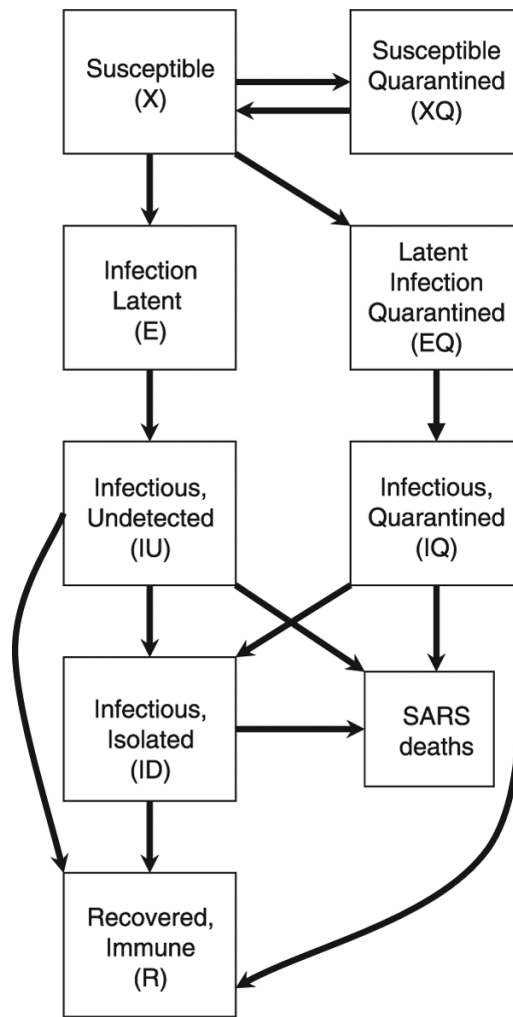 Susceptible
(X)
Susceptible
Quarantined
(XQ)
Infection
Latent
(E)
Latent
Infection
Quarantined
(EQ)
Infectious,
Undetected
(IU)
Infectious,
Quarantined
(IQ)
Infectious,
Isolated
(ID)
SARS
deaths
Recovered,
Immune
(R)